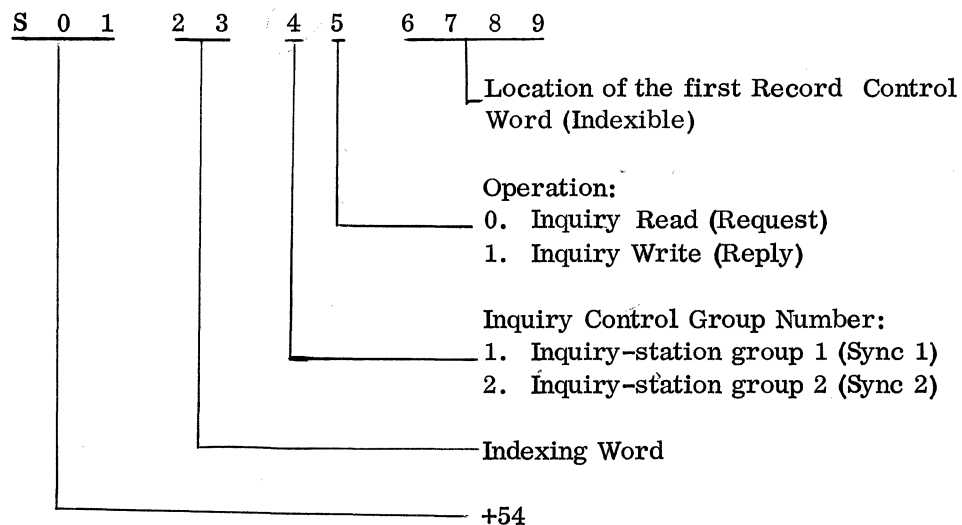 S 0 1 2 3 4 5 6 7 8 9
Location of the first Record Control
Word (Indexible)
Operation:
0. Inquiry Read (Request)
1. Inquiry Write (Reply)
Inquiry Control Group Number:
1. Inquiry-station group 1 (Sync 1)
2. Inquiry-station group 2 (Sync 2)
Indexing Word
+54